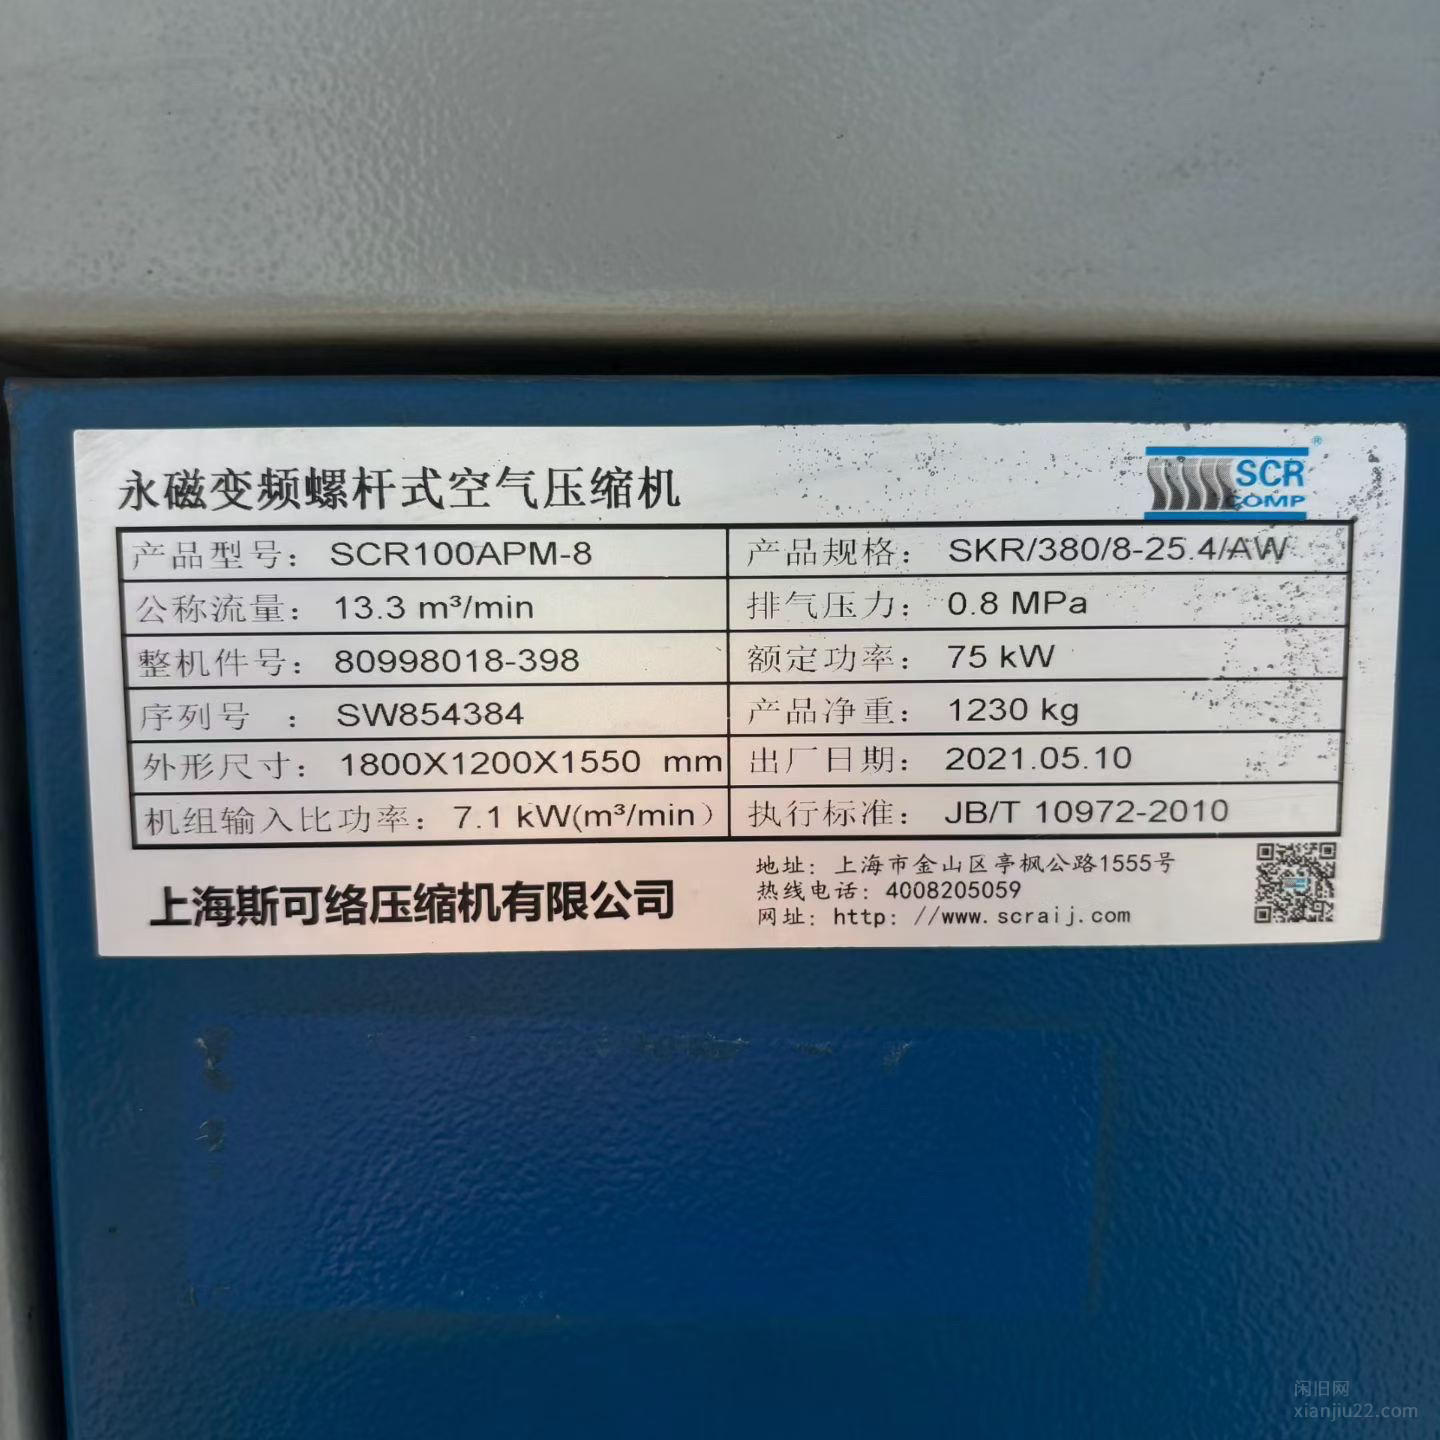 永磁变频螺杆式空气压缩机
SCR®
COMP
产品型号： SCR100APM-8 产品规格： SKR/380/8-25.4/AW
公称流量： 13.3 m³/min 排气压力： 0.8 MPa
整机件号： 80998018-398 额定功率： 75 kW
序列号 ： SW854384 产品净重： 1230 kg
外形尺寸： 1800X1200X1550 mm 出厂日期： 2021.05.10
机组输入比功率： 7.1 kW(m³/min） 执行标准： JB/T 10972-2010
上海斯可络压缩机有限公司
地址：上海市金山区亭枫公路1555号
热线电话：4008205059
网址：http：//www.scraij.com
闲旧网
xianjiu22.com